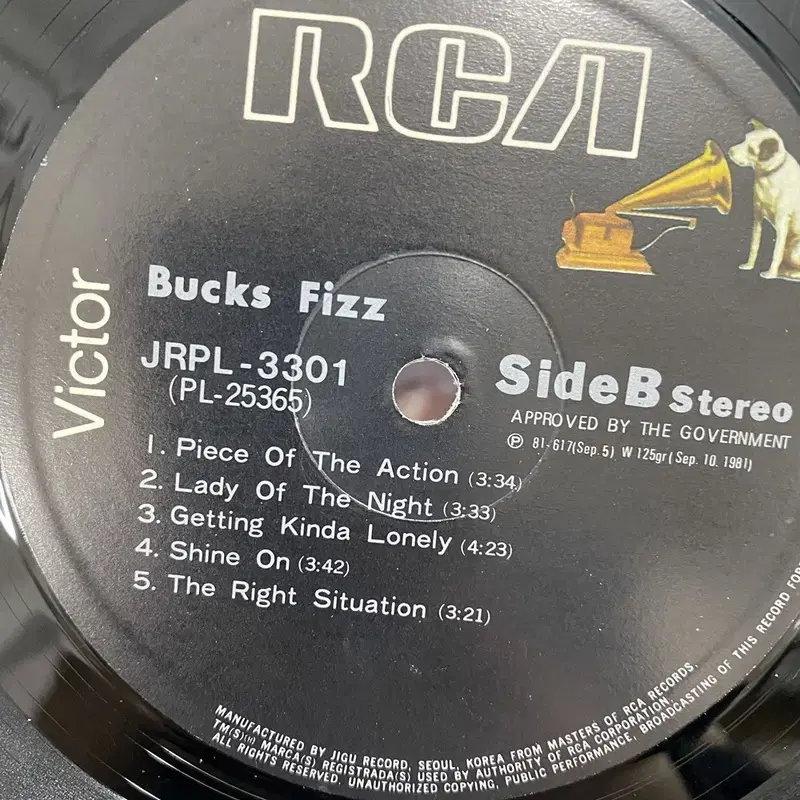 RCA
Victor
Bucks Fizz
JRPL-3301
(PL-25365)
Side B Stereo
APPROVED BY THE GOVERNMENT
Ⓟ 81-617(Sep.5) W 125gr(Sep. 10. 1981)
1. Piece Of The Action (3:34)
2. Lady Of The Night (3:33)
3. Getting Kinda Lonely (4:23)
4. Shine On (3:42)
5. The Right Situation (3:21)
MANUFACTURED BY JIGU RECORD, SEOUL, KOREA FROM MASTERS OF RCA RECORDS.
TM(S)(R) MARCA(S) REGISTRADA(S) USED BY AUTHORITY OF RCA CORPORATION.
ALL RIGHTS RESERVED, UNAUTHORIZED COPYING, PUBLIC PERFORMANCE, BROADCASTING OF THIS RECORD